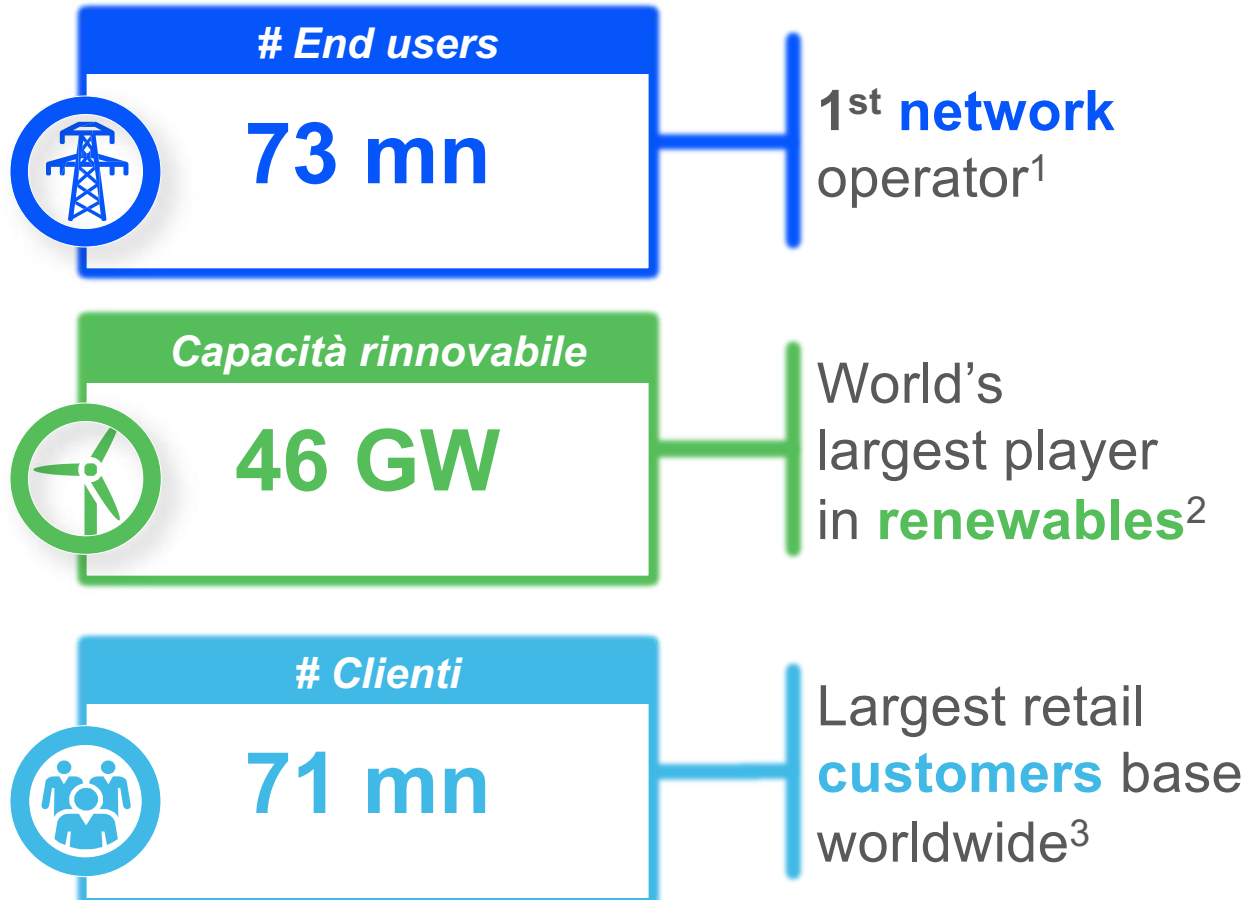 # End users
73 mn
1st network
operator1
Capacità rinnovabile
46 GW
World’s
largest player
in renewables2
# Clienti
71 mn
Largest retail
customers base
worldwide3